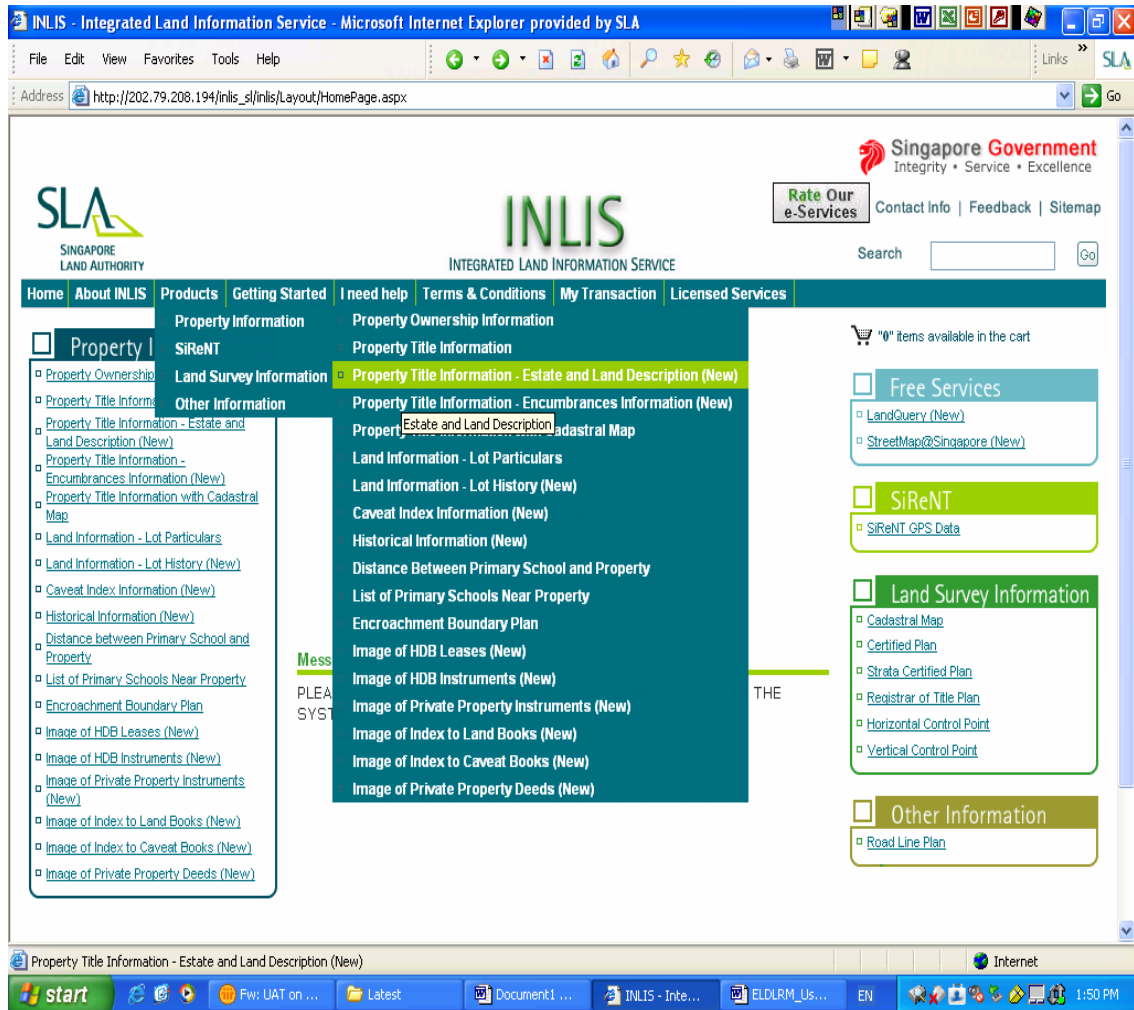 INLIS - Integrated Land Information Service - Microsoft Internet Explorer provided by SLA
File Edit View Favorites Tools Help
Links » SLA
Address http://202.79.208.194/inlis_sl/inlis/Layout/HomePage.aspx
Go
Singapore Government
Integrity • Service • Excellence
SLA
SINGAPORE
LAND AUTHORITY
INLIS
INTEGRATED LAND INFORMATION SERVICE
Rate Our
e-Services
Contact Info | Feedback | Sitemap
Search
Go
Home About INLIS Products Getting Started I need help Terms & Conditions My Transaction Licensed Services
Property Information
SiReNT
Land Survey Information
Other Information
Property Ownership Information
Property Title Information
Property Title Information - Estate and Land Description (New)
Property Title Information - Encumbrances Information (New)
Estate and Land Description
Cadastral Map
Land Information - Lot Particulars
Land Information - Lot History (New)
Caveat Index Information (New)
Historical Information (New)
Distance Between Primary School and Property
List of Primary Schools Near Property
Encroachment Boundary Plan
Image of HDB Leases (New)
Image of HDB Instruments (New)
Image of Private Property Instruments (New)
Image of Index to Land Books (New)
Image of Index to Caveat Books (New)
Image of Private Property Deeds (New)
Property I
Property Ownership
Property Title Informa
Property Title Information - Estate and
Land Description (New)
Property Title Information -
Encumbrances Information (New)
Property Title Information with Cadastral
Map
Land Information - Lot Particulars
Land Information - Lot History (New)
Caveat Index Information (New)
Historical Information (New)
Distance between Primary School and
Property
List of Primary Schools Near Property
Encroachment Boundary Plan
Image of HDB Leases (New)
Image of HDB Instruments (New)
Image of Private Property Instruments
(New)
Image of Index to Land Books (New)
Image of Index to Caveat Books (New)
Image of Private Property Deeds (New)
Mess
PLEA THE
SYST
"0" items available in the cart
Free Services
LandQuery (New)
StreetMap@Singapore (New)
SiReNT
SiReNT GPS Data
Land Survey Information
Cadastral Map
Certified Plan
Strata Certified Plan
Registrar of Title Plan
Horizontal Control Point
Vertical Control Point
Other Information
Road Line Plan
Property Title Information - Estate and Land Description (New)
Internet
start
Fw: UAT on ...
Latest
Document1 ...
INLIS - Inte...
ELDLRM_Us...
EN
1:50 PM